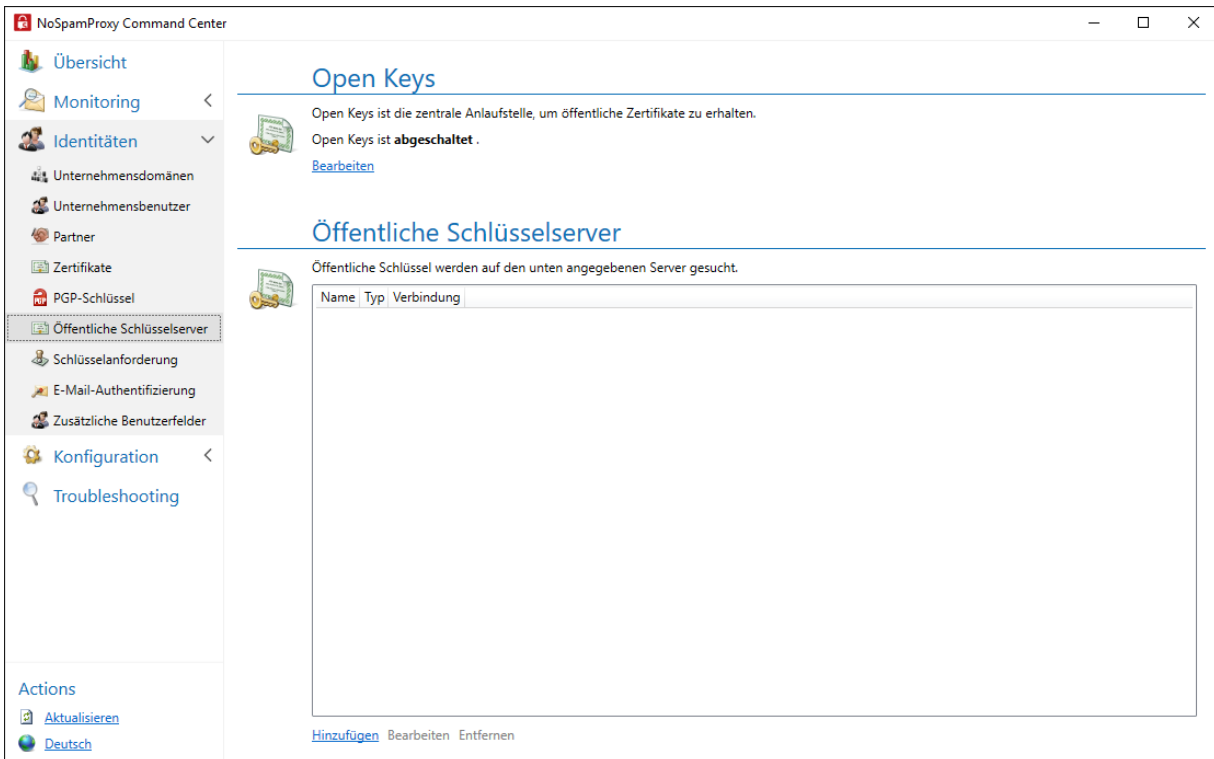 NoSpamProxy Command Center
Übersicht
Monitoring
Identitäten
Unternehmensdomänen
Unternehmensbenutzer
Partner
Zertifikate
PGP-Schlüssel
Öffentliche Schlüsselserver
Schlüsselanforderung
E-Mail-Authentifizierung
Zusätzliche Benutzerfelder
Konfiguration
Troubleshooting
Actions
Aktualisieren
Deutsch
Open Keys
Open Keys ist die zentrale Anlaufstelle, um öffentliche Zertifikate zu erhalten.
Open Keys ist abgeschaltet .
Bearbeiten
Öffentliche Schlüsselserver
Öffentliche Schlüssel werden auf den unten angegebenen Server gesucht.
Name Typ Verbindung
Hinzufügen Bearbeiten Entfernen